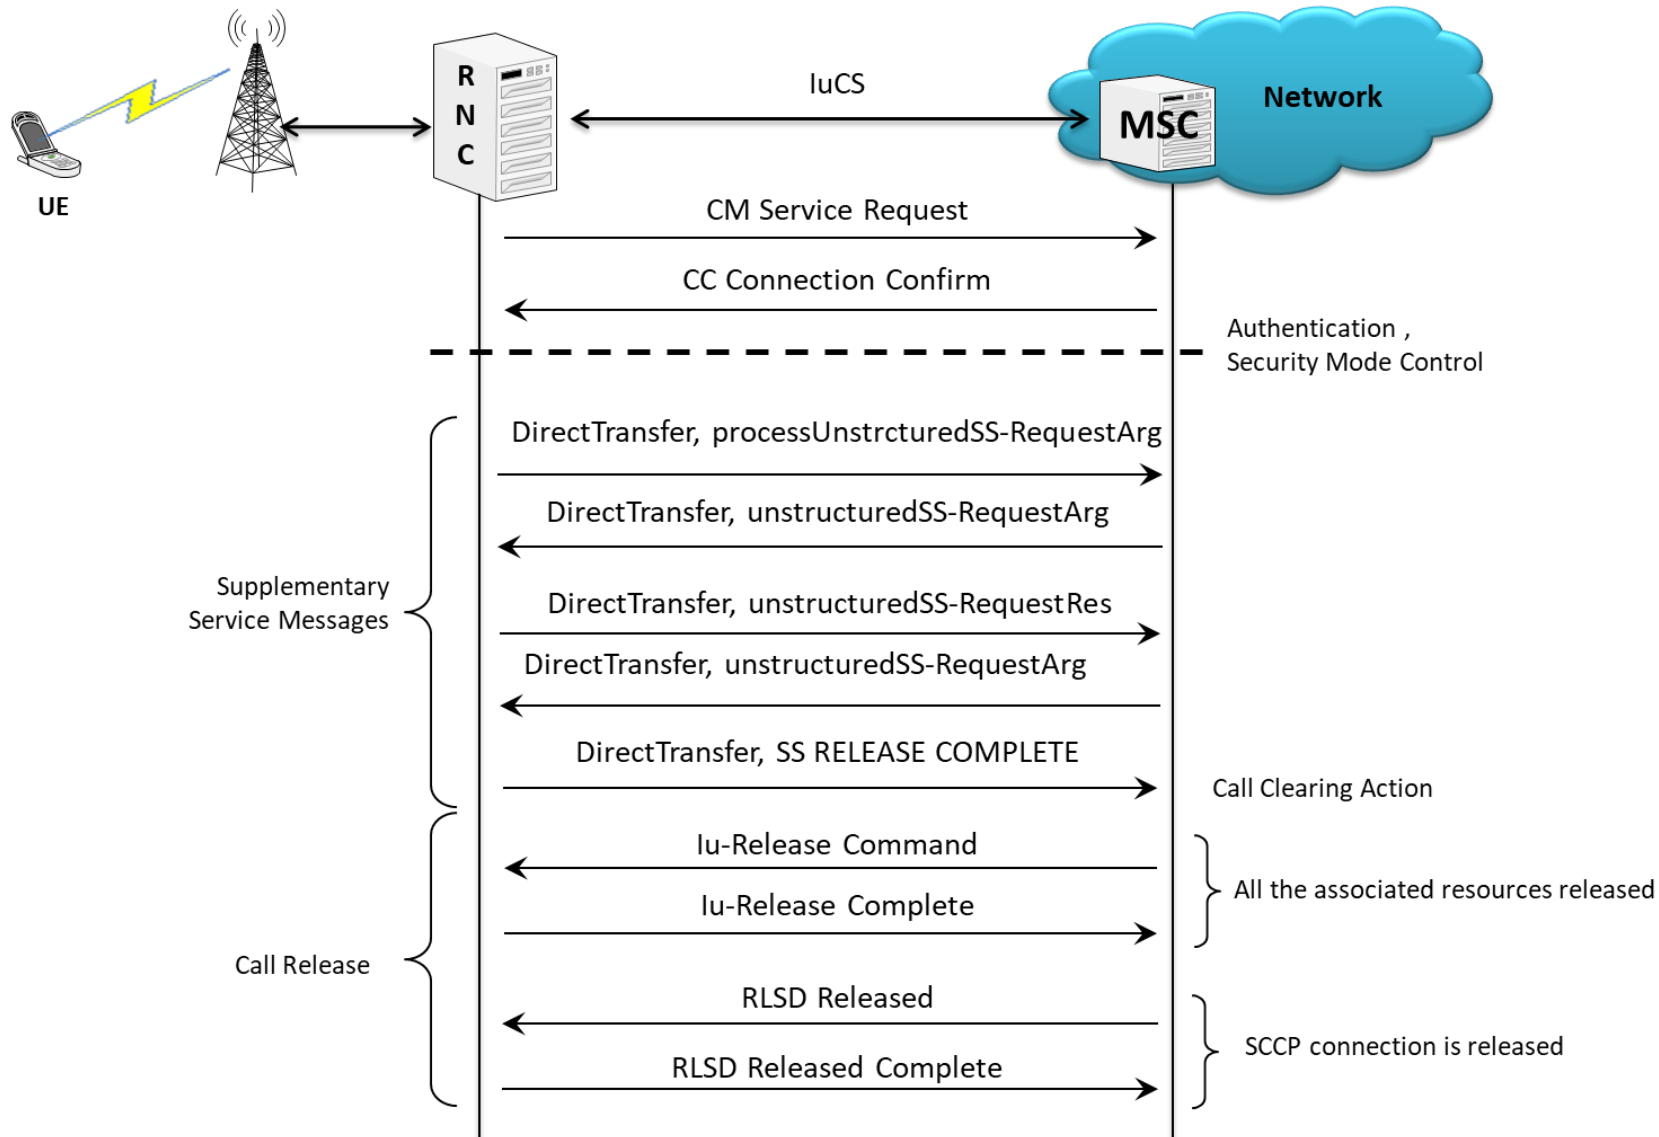 R
N
C
IuCS
MSC
Network
UE
CM Service Request
CC Connection Confirm
Authentication ,
Security Mode Control
DirectTransfer, processUnstrcturedSS-RequestArg
DirectTransfer, unstructuredSS-RequestArg
Supplementary
Service Messages
DirectTransfer, unstructuredSS-RequestRes
DirectTransfer, unstructuredSS-RequestArg
DirectTransfer, SS RELEASE COMPLETE
Call Clearing Action
Iu-Release Command
All the associated resources released
Iu-Release Complete
Call Release
RLSD Released
SCCP connection is released
RLSD Released Complete